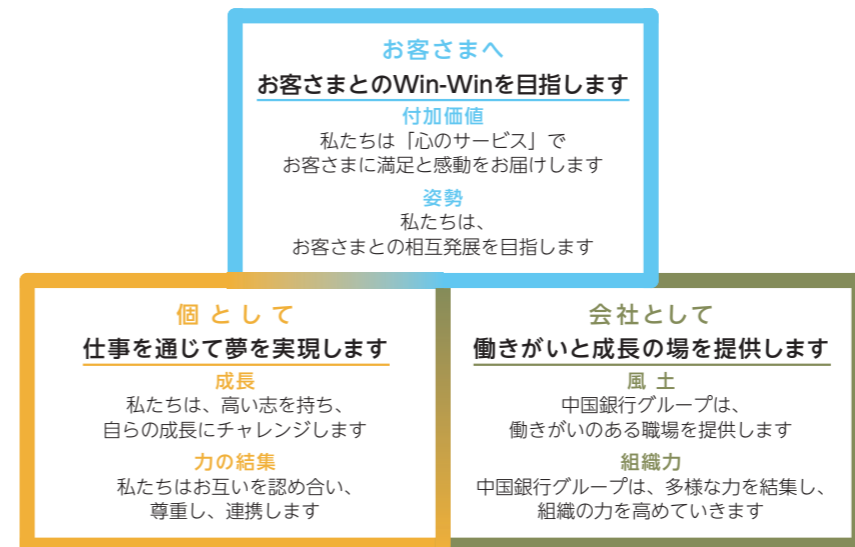 お客さまへ
お客さまとのWin-Winを目指します
付加価値
私たちは「心のサービス」で
お客さまに満足と感動をお届けします
姿勢
私たちは、
お客さまとの相互発展を目指します
個として
仕事を通じて夢を実現します
成長
私たちは、高い志を持ち、
自らの成長にチャレンジします
力の結集
私たちはお互いを認め合い、
尊重し、連携します
会社として
働きがいと成長の場を提供します
風土
中国銀行グループは、
働きがいのある職場を提供します
組織力
中国銀行グループは、多様な力を結集し、
組織の力を高めていきます